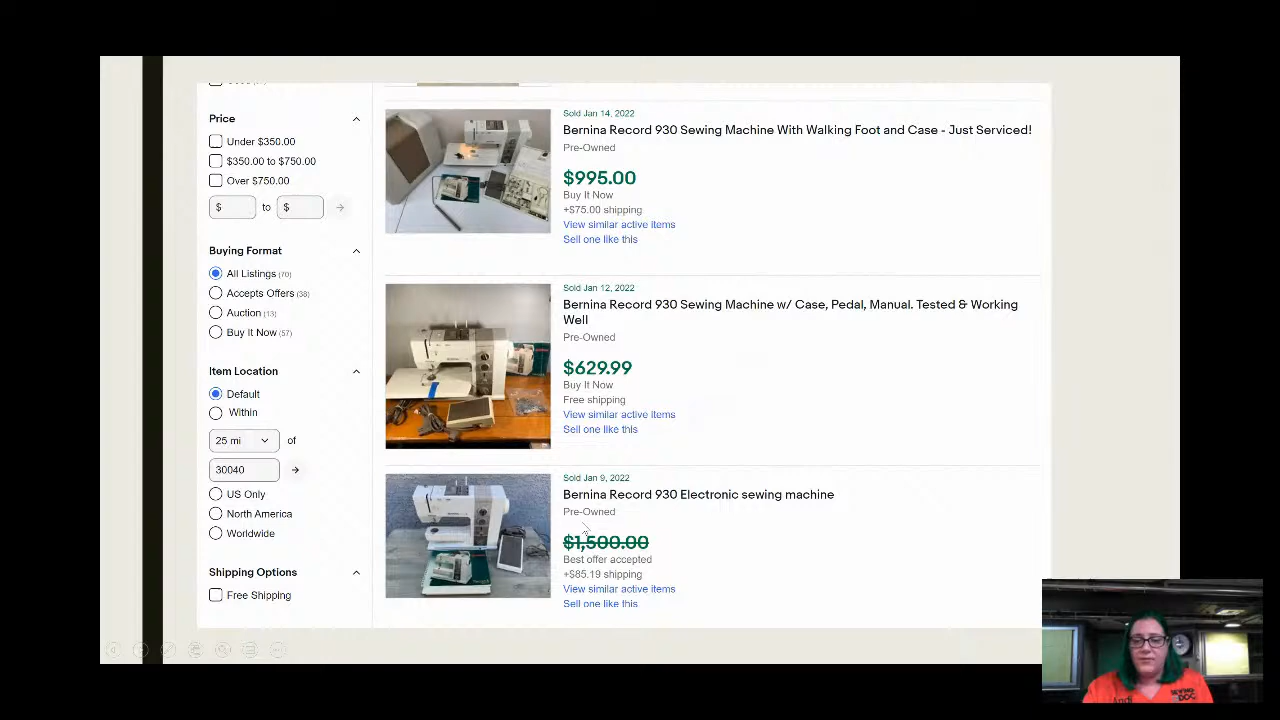 Price
Under $350.00
$350.00 to $750.00
Over $750.00
$ to $
Buying Format
All Listings (70)
Accepts Offers (38)
Auction (13)
Buy It Now (57)
Item Location
Default
Within
25 mi of
30040
US Only
North America
Worldwide
Shipping Options
Free Shipping
Sold Jan 14, 2022
Bernina Record 930 Sewing Machine With Walking Foot and Case - Just Serviced!
Pre-Owned
$995.00
Buy It Now
+$75.00 shipping
View similar active items
Sell one like this
Sold Jan 12, 2022
Bernina Record 930 Sewing Machine w/ Case, Pedal, Manual. Tested & Working
Well
Pre-Owned
$629.99
Buy It Now
Free shipping
View similar active items
Sell one like this
Sold Jan 9, 2022
Bernina Record 930 Electronic sewing machine
Pre-Owned
$1,500.00
Best offer accepted
+$85.19 shipping
View similar active items
Sell one like this
Andi
SEWING
DOC